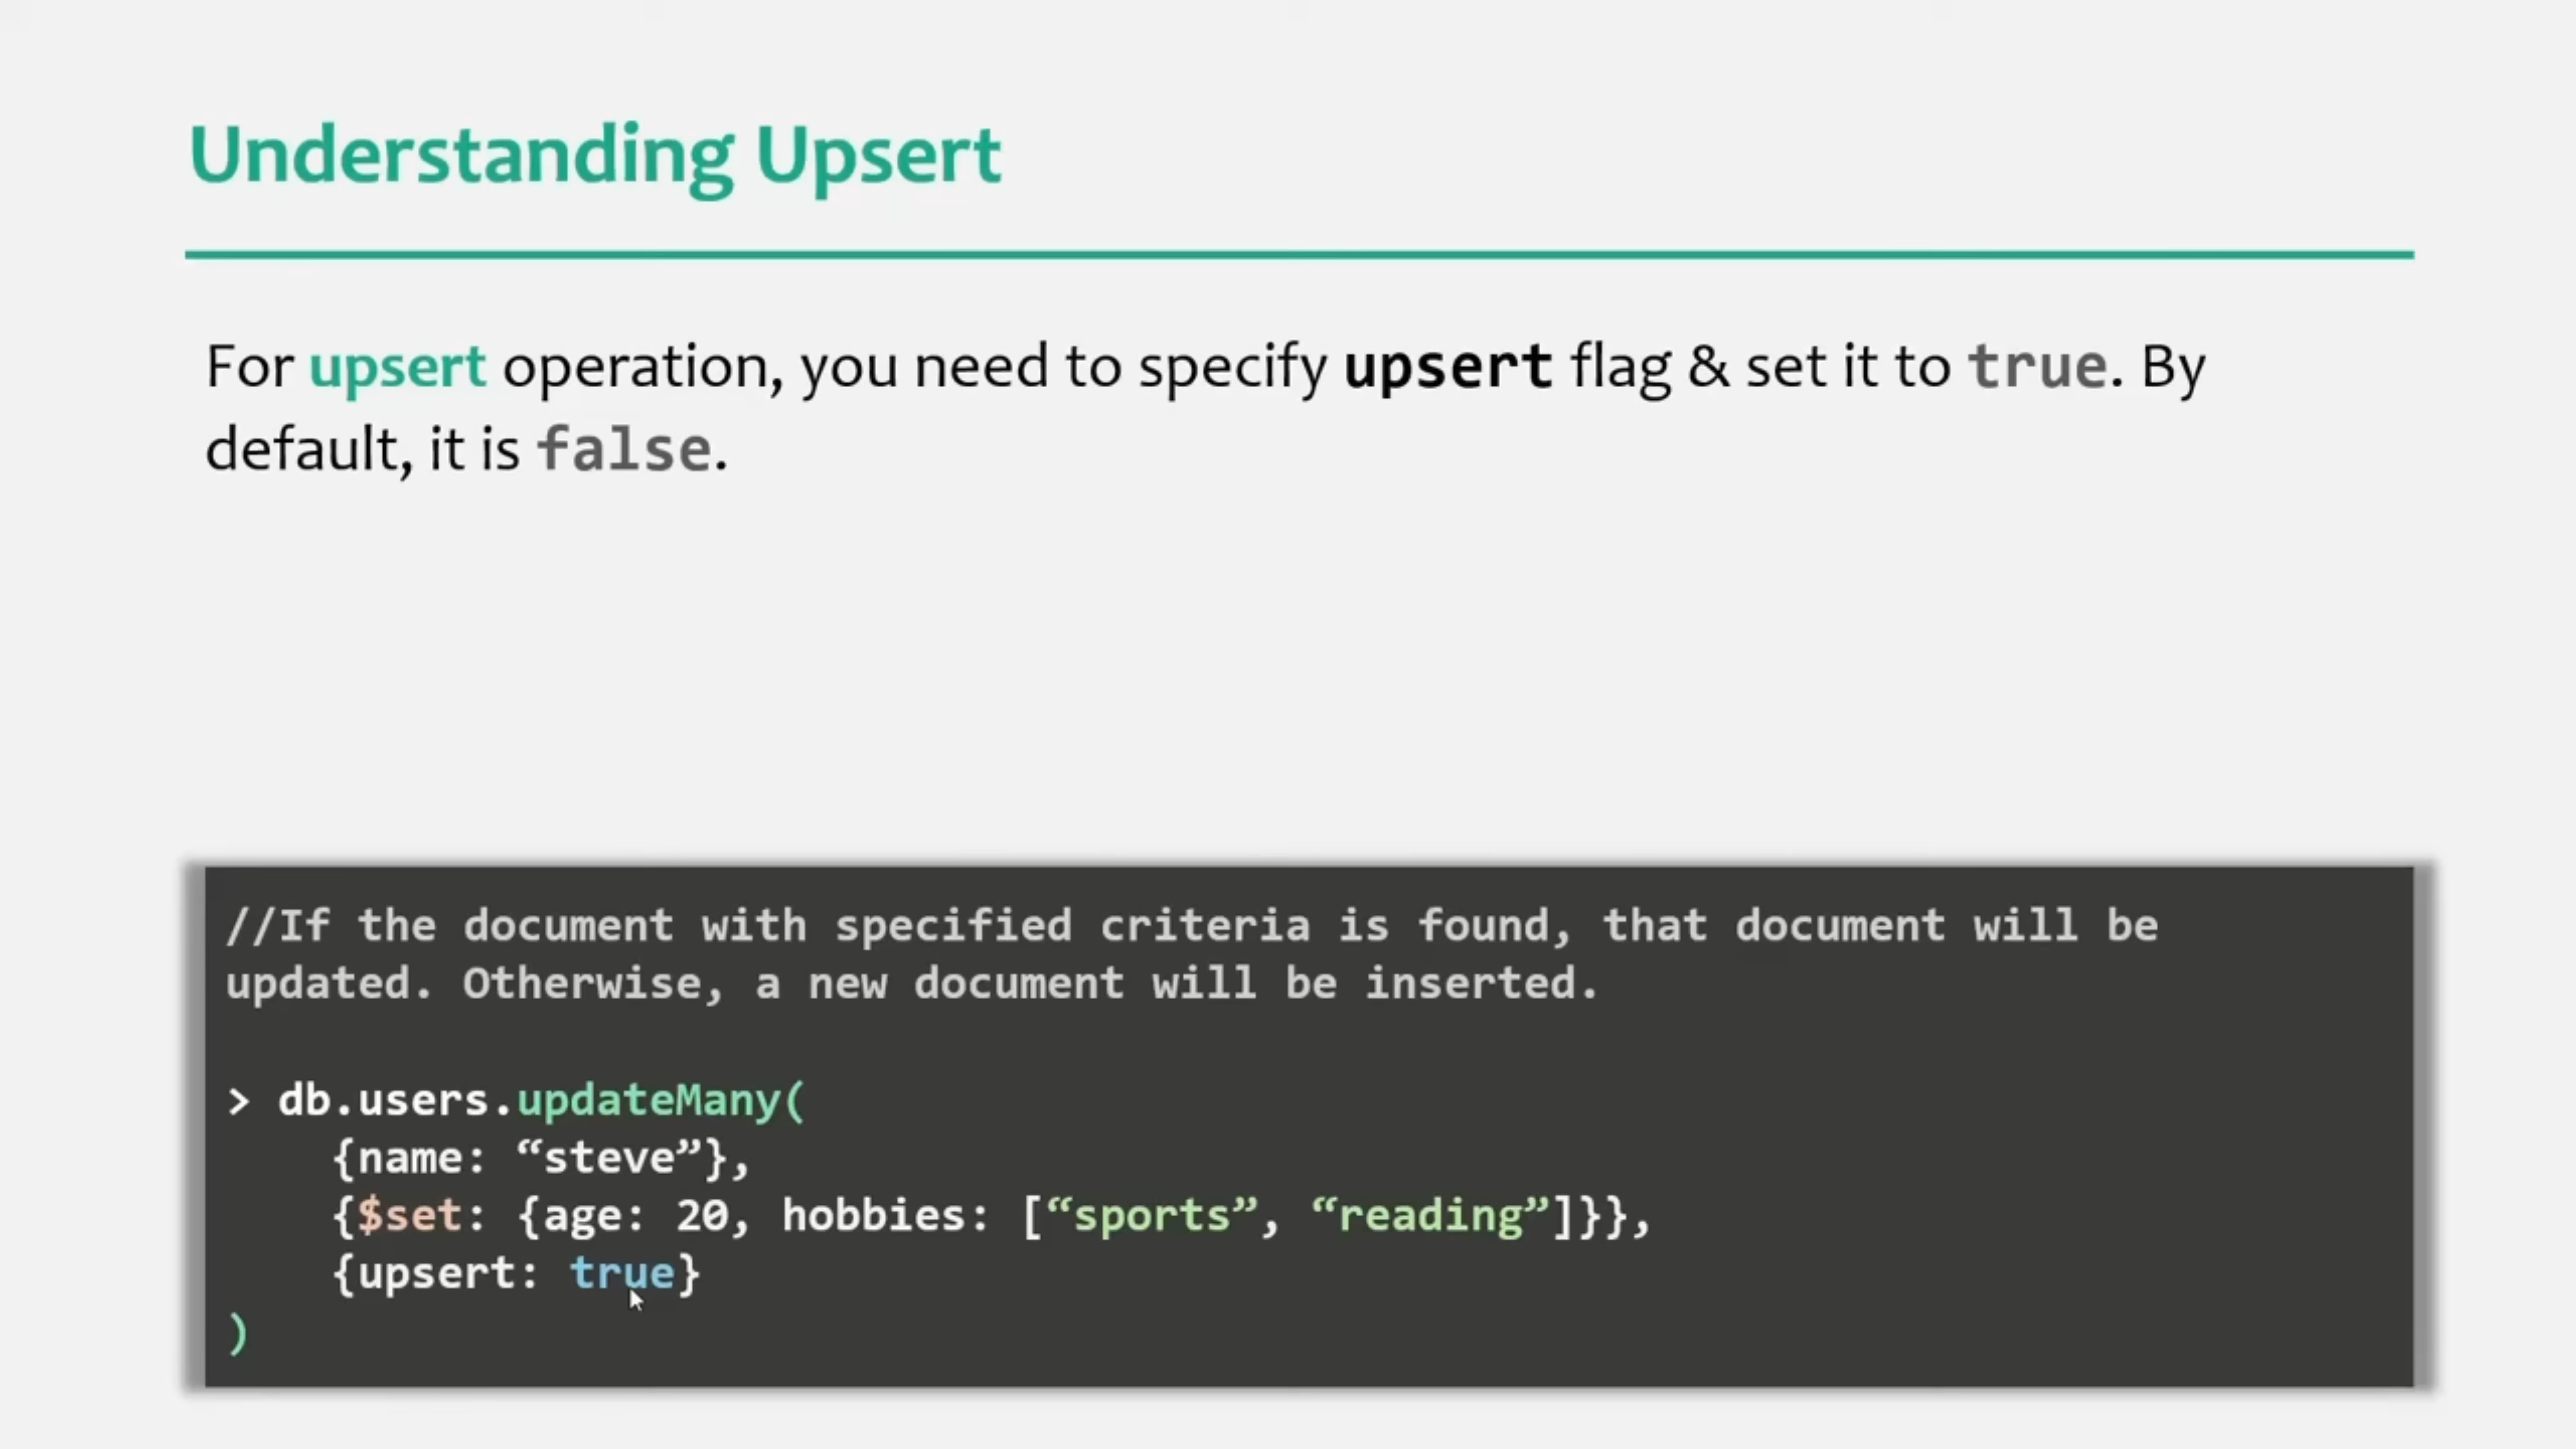 Understanding Upsert
For upsert operation, you need to specify upsert flag & set it to true. By
default, it is false.
//If the document with specified criteria is found, that document will be
updated. Otherwise, a new document will be inserted.
> db.users.updateMany(
{name: “steve”},
{$set: {age: 20, hobbies: [“sports”, “reading”]}},
{upsert: true}
)